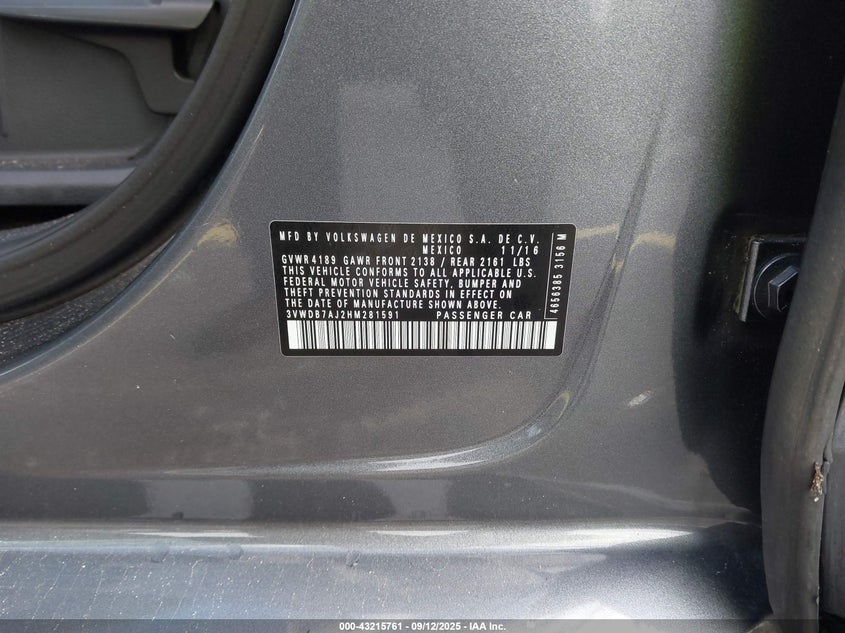 MFD BY VOLKSWAGEN DE MEXICO S.A. DE C.V.
MEXICO 11/16
GVWR 4189 GAWR FRONT 2138 / REAR 2161 LBS
THIS VEHICLE CONFORMS TO ALL APPLICABLE U.S.
FEDERAL MOTOR VEHICLE SAFETY, BUMPER AND
THEFT PREVENTION STANDARDS IN EFFECT ON
THE DATE OF MANUFACTURE SHOWN ABOVE.
3VWDB7AJ2HM281591 PASSENGER CAR
4656385 3156 M
000-43215761 - 09/12/2025 - IAA Inc.